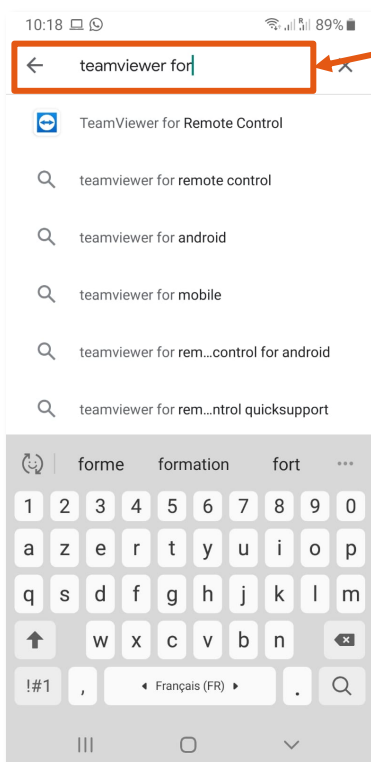 10:18 89%
teamviewer for
TeamViewer for Remote Control
teamviewer for remote control
teamviewer for android
teamviewer for mobile
teamviewer for rem...control for android
teamviewer for rem...ntrol quicksupport
forme formation fort
1 2 3 4 5 6 7 8 9 0
a z e r t y u i o p
q s d f g h j k l m
w x c v b n
!#1 , Français (FR) .